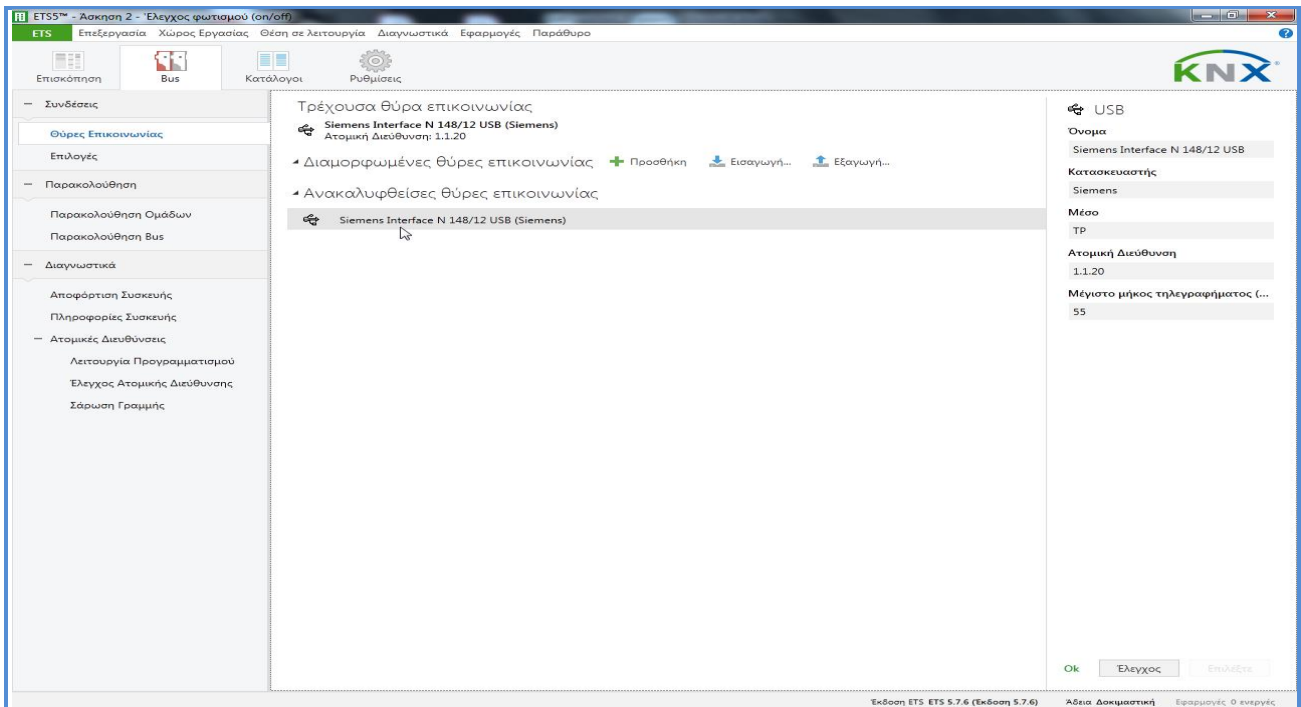 ETS5™ - Άσκηση 2 - Έλεγχος φωτισμού (on/off)
ETS Επεξεργασία Χώρος Εργασίας Θέση σε λειτουργία Διαγνωστικά Εφαρμογές Παράθυρο
Επισκόπηση Bus Κατάλογοι Ρυθμίσεις
KNX
Συνδέσεις
Θύρες Επικοινωνίας
Επιλογές
Παρακολούθηση
Παρακολούθηση Ομάδων
Παρακολούθηση Bus
Διαγνωστικά
Αποφόρτιση Συσκευής
Πληροφορίες Συσκευής
Ατομικές Διευθύνσεις
Λειτουργία Προγραμματισμού
Έλεγχος Ατομικής Διεύθυνσης
Σάρωση Γραμμής
Τρέχουσα θύρα επικοινωνίας
Siemens Interface N 148/12 USB (Siemens)
Ατομική Διεύθυνση: 1.1.20
Διαμορφωμένες θύρες επικοινωνίας Προσθήκη Εισαγωγή... Εξαγωγή...
Ανακαλυφθείσες θύρες επικοινωνίας
Siemens Interface N 148/12 USB (Siemens)
USB
Όνομα
Siemens Interface N 148/12 USB
Κατασκευαστής
Siemens
Μέσο
TP
Ατομική Διεύθυνση
1.1.20
Μέγιστο μήκος τηλεγραφήματος (...
55
Ok Έλεγχος Επιλέξτε
Έκδοση ETS ETS 5.7.6 (Έκδοση 5.7.6) Άδεια Δοκιμαστική Εφαρμογές 0 ενεργές